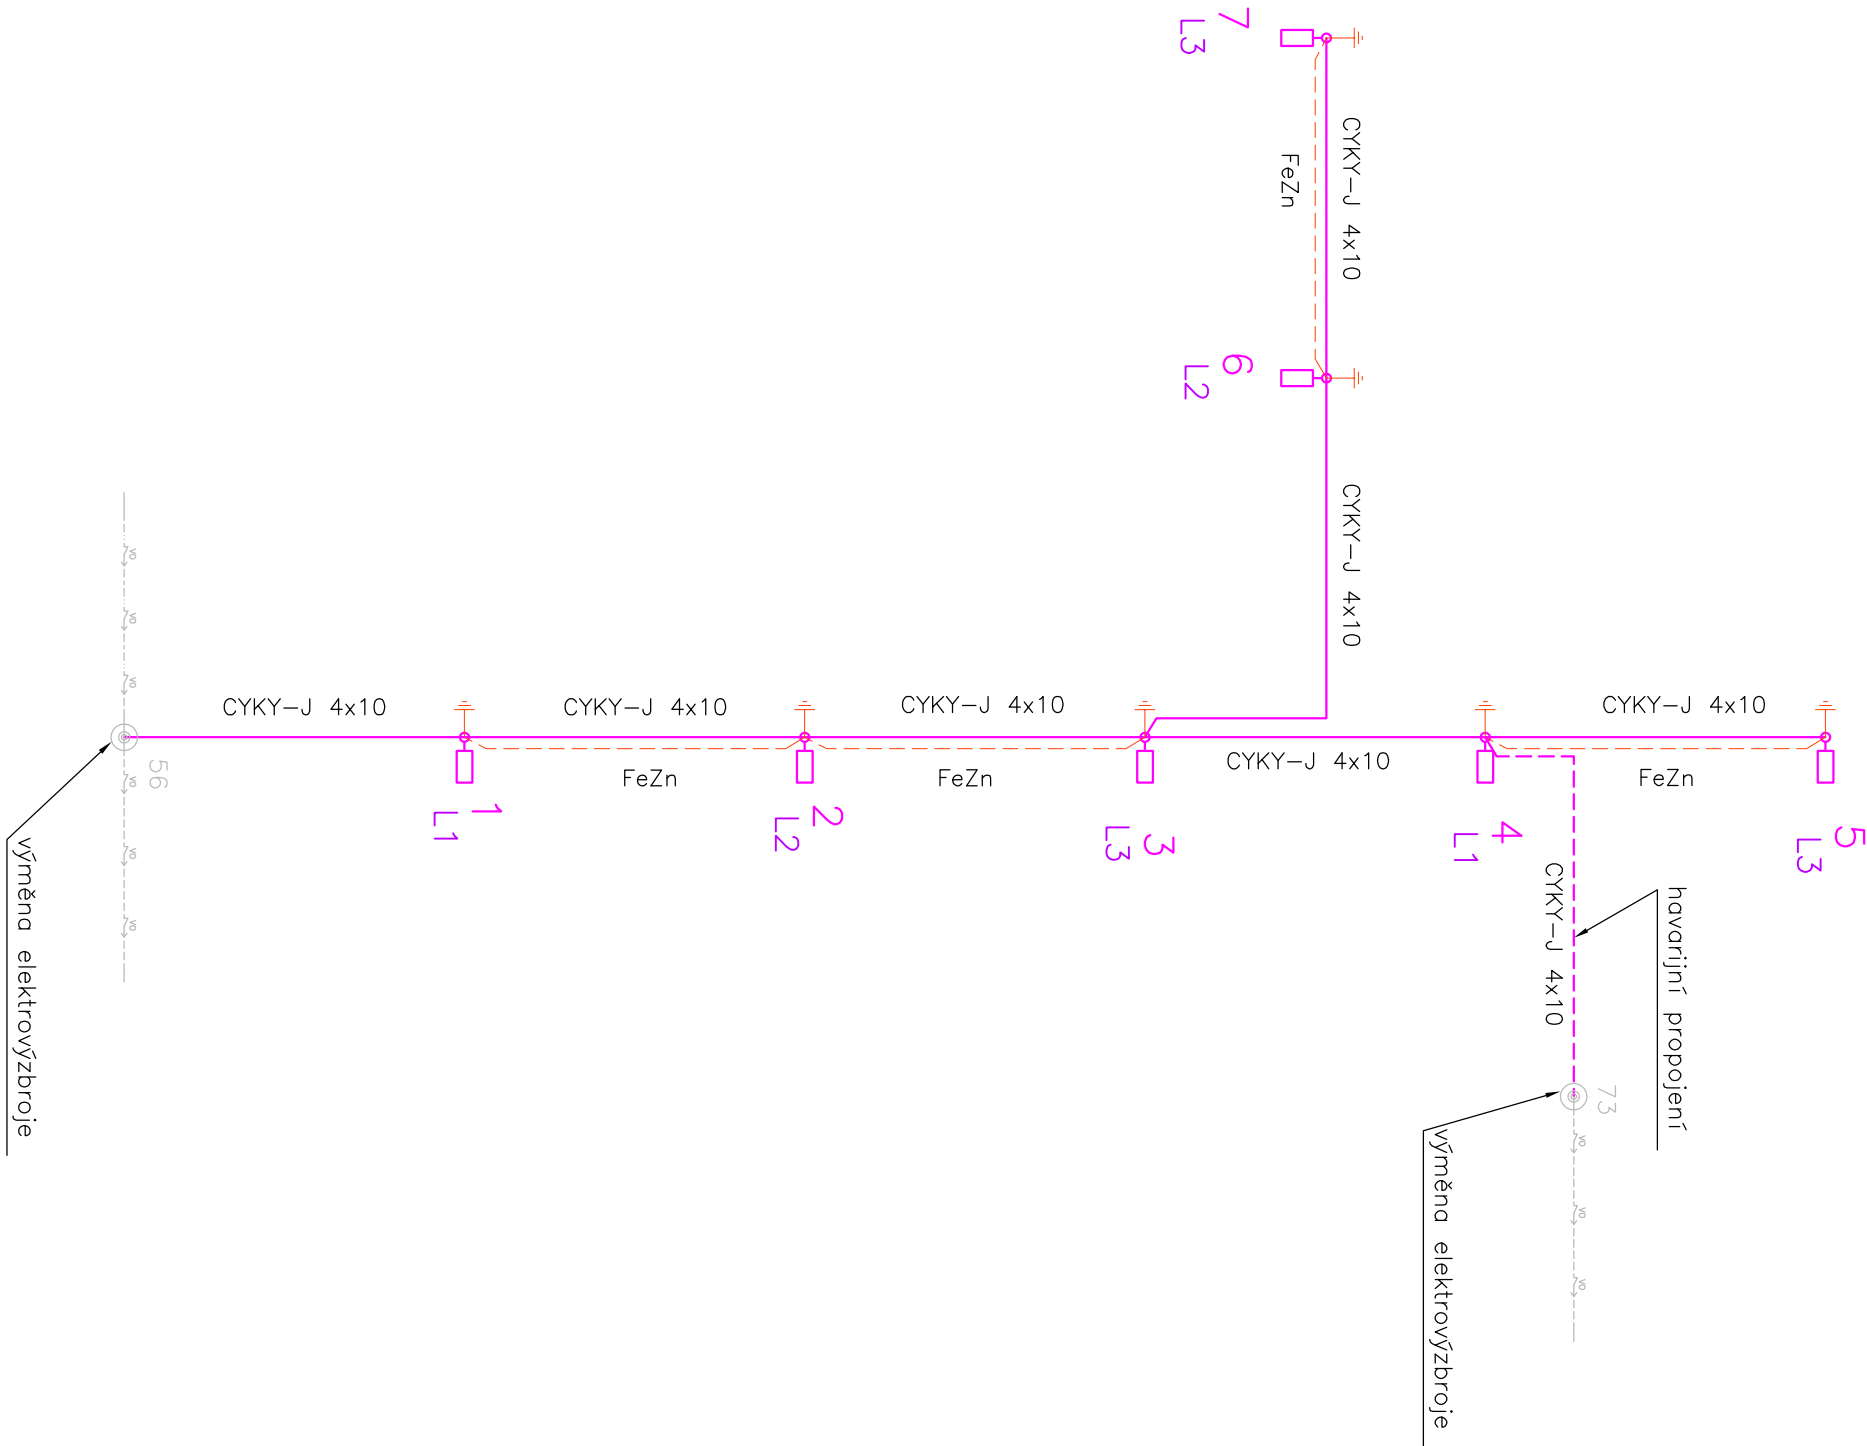 7
L3
CYKY-J 4x10
FeZn
6
L2
CYKY-J 4x10
CYKY-J 4x10
CYKY-J 4x10
CYKY-J 4x10
CYKY-J 4x10
CYKY-J 4x10
FeZn
FeZn
FeZn
56
1
L1
2
L2
3
L3
4
L1
5
L3
CYKY-J 4x10
havarijní propojení
73
výměna elektrovýzbroje
výměna elektrovýzbroje